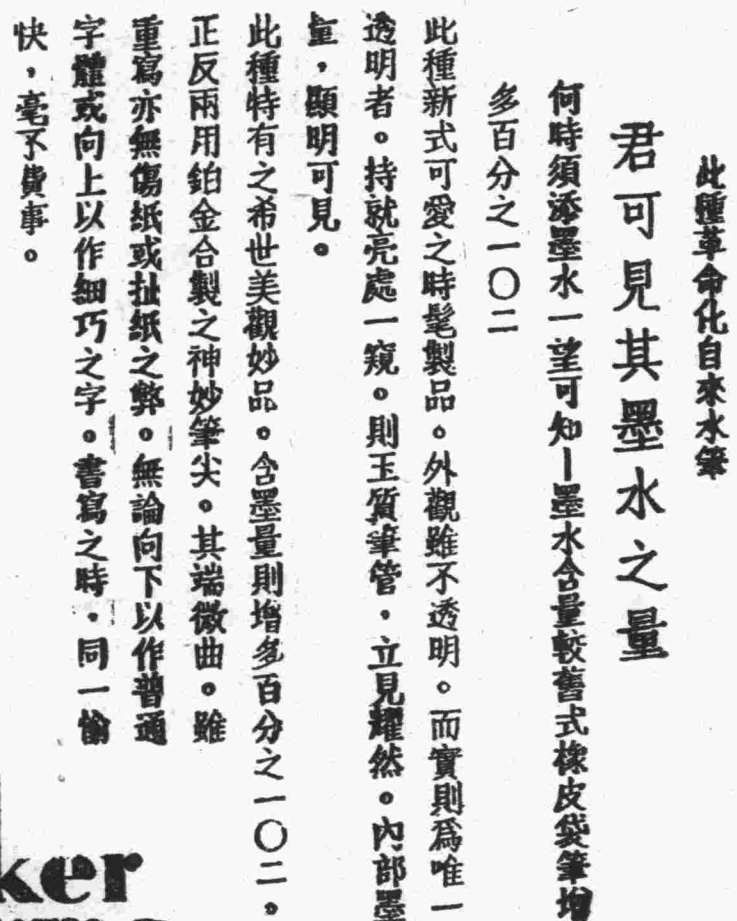 此種革命化自來水筆
君可見其墨水之量
何時須添墨水一望可知—墨水含量較舊式橡皮袋筆增
多百分之一〇二
此種新式可愛之時髦製品。外觀雖不透明。而實則爲唯一
透明者。持就亮處一窺。則玉質筆管,立見耀然。內部墨
量,顯明可見。
此種特有之希世美觀妙品。含墨量則增多百分之一〇二。
正反兩用鉑金合製之神妙筆尖。其端微曲。雖
重寫亦無傷紙或扯紙之弊。無論向下以作普通
字體或向上以作細巧之字。書寫之時,同一愉
快,毫不費事。
ker